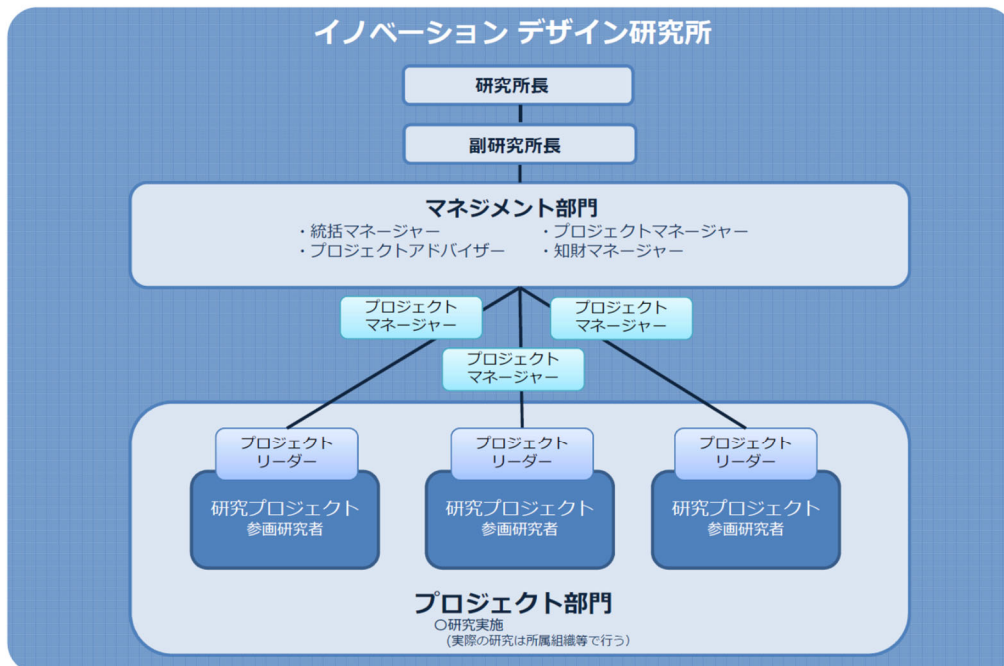 イノベーション デザイン研究所
研究所長
副研究所長
マネジメント部門
・統括マネージャー ・プロジェクトマネージャー
・プロジェクトアドバイザー ・知財マネージャー
プロジェクト
マネージャー
プロジェクト
マネージャー
プロジェクト
マネージャー
プロジェクト
リーダー
プロジェクト
リーダー
プロジェクト
リーダー
研究プロジェクト
参画研究者
研究プロジェクト
参画研究者
研究プロジェクト
参画研究者
プロジェクト部門
〇研究実施
(実際の研究は所属組織等で行う)